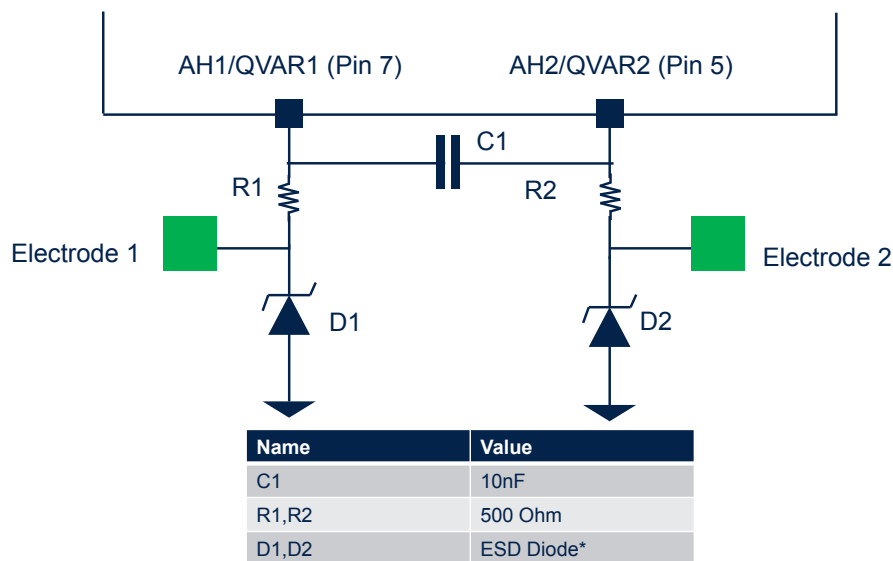 AH1/QVAR1 (Pin 7)
AH2/QVAR2 (Pin 5)
C1
R1
R2
Electrode 1
Electrode 2
D1
D2
Name Value
C1 10nF
R1,R2 500 Ohm
D1,D2 ESD Diode*